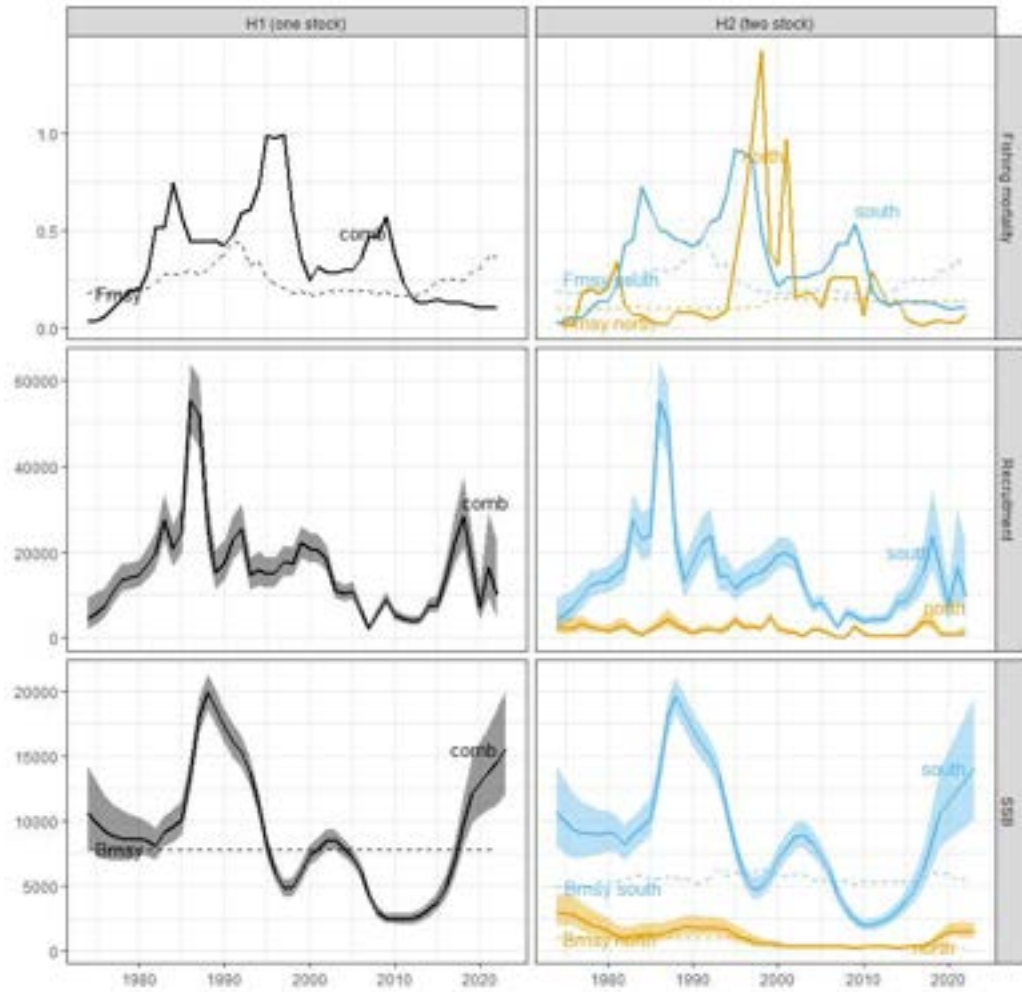 H1 (one stock)
H2 (two stock)
1.0
0.5
0.0
comb
Fmsy
north
south
Fmsy south
Fmsy north
Fishing mortality
60000
40000
20000
0
comb
south
north
Recruitment
20000
15000
10000
5000
0
comb
Bmsy
south
Bmsy south
Bmsy north
north
SSB
1980
1990
2000
2010
2020
1980
1990
2000
2010
2020